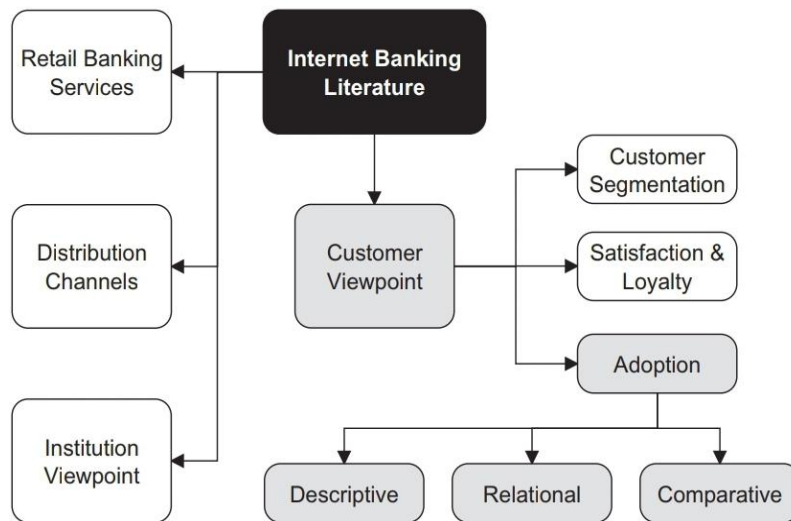 Retail Banking
Services
Internet Banking
Literature
Customer
Segmentation
Distribution
Channels
Customer
Viewpoint
Satisfaction &
Loyalty
Adoption
Institution
Viewpoint
Descriptive
Relational
Comparative